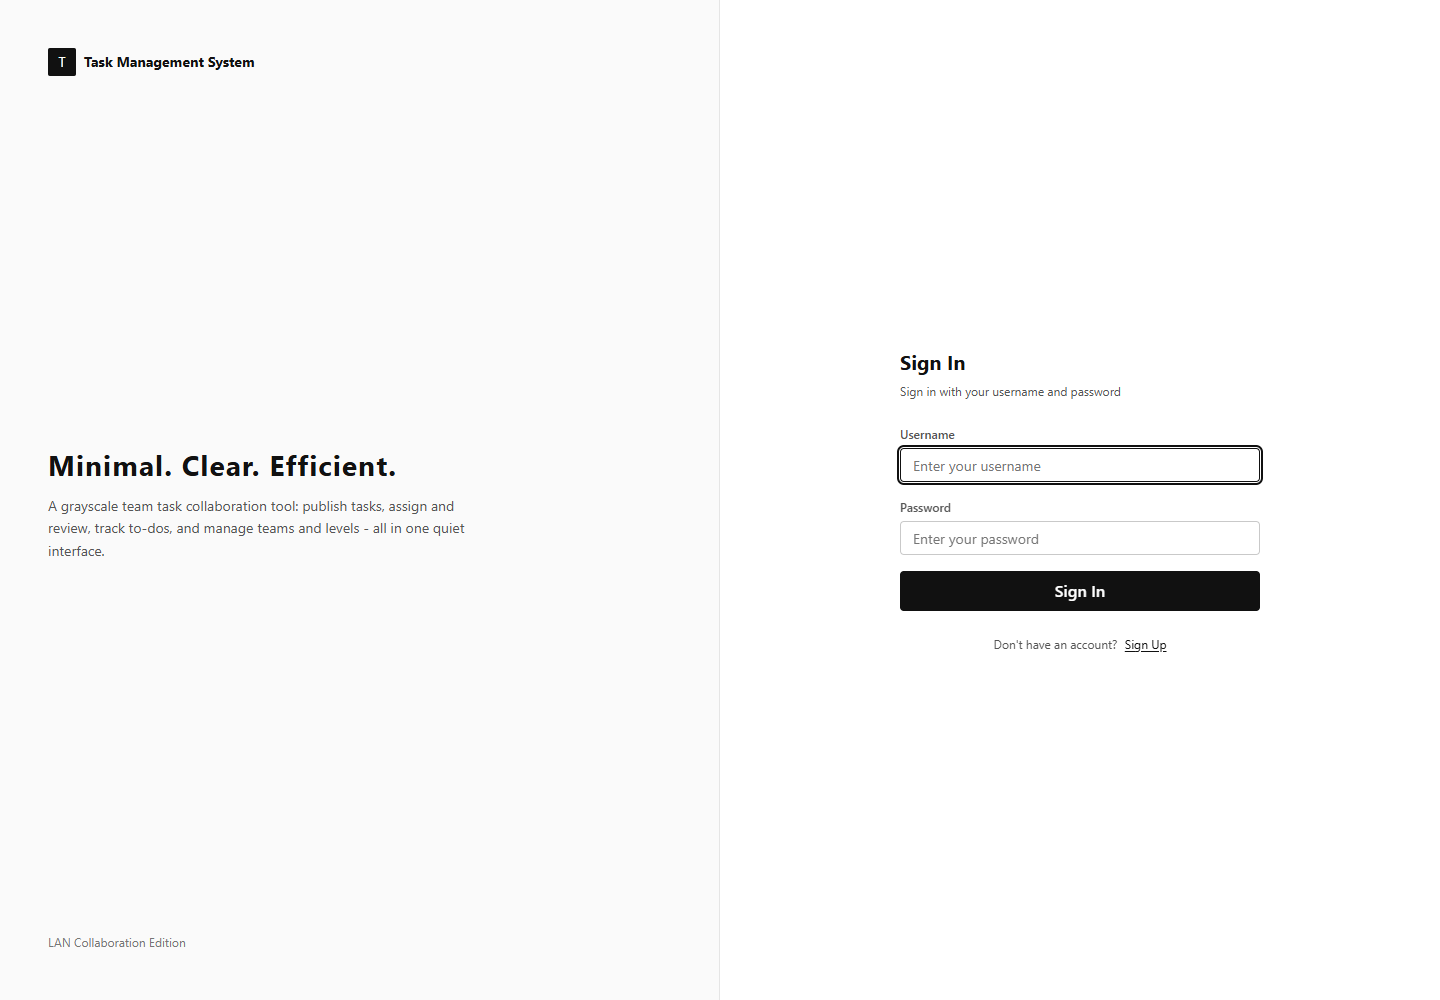 T
Task Management System
Minimal. Clear. Efficient.
A grayscale team task collaboration tool: publish tasks, assign and
review, track to-dos, and manage teams and levels - all in one quiet
interface.
LAN Collaboration Edition
Sign In
Sign in with your username and password
Username
Enter your username
Password
Enter your password
Sign In
Don't have an account? Sign Up